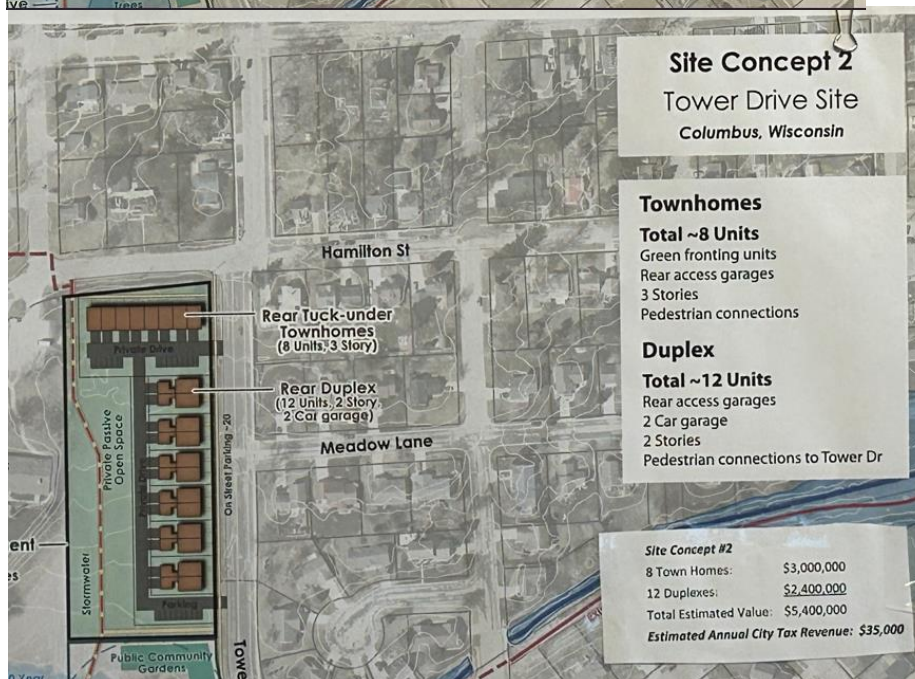 Trees
Site Concept 2
Tower Drive Site
Columbus, Wisconsin
Townhomes
Total ~8 Units
Green fronting units
Rear access garages
3 Stories
Pedestrian connections
Duplex
Total ~12 Units
Rear access garages
2 Car garage
2 Stories
Pedestrian connections to Tower Dr
Site Concept #2
8 Town Homes: $3,000,000
12 Duplexes: $2,400,000
Total Estimated Value: $5,400,000
Estimated Annual City Tax Revenue: $35,000
Hamilton St
Rear Tuck-under
Townhomes
(8 Units, 3 Story)
Private Drive
Rear Duplex
(12 Units, 2 Story,
2 Car garage)
Meadow Lane
On Street Parking ~20
Private Passive
Open Space
Private Drive
Stormwater
Parking
Public Community
Gardens
Towe
ent
es